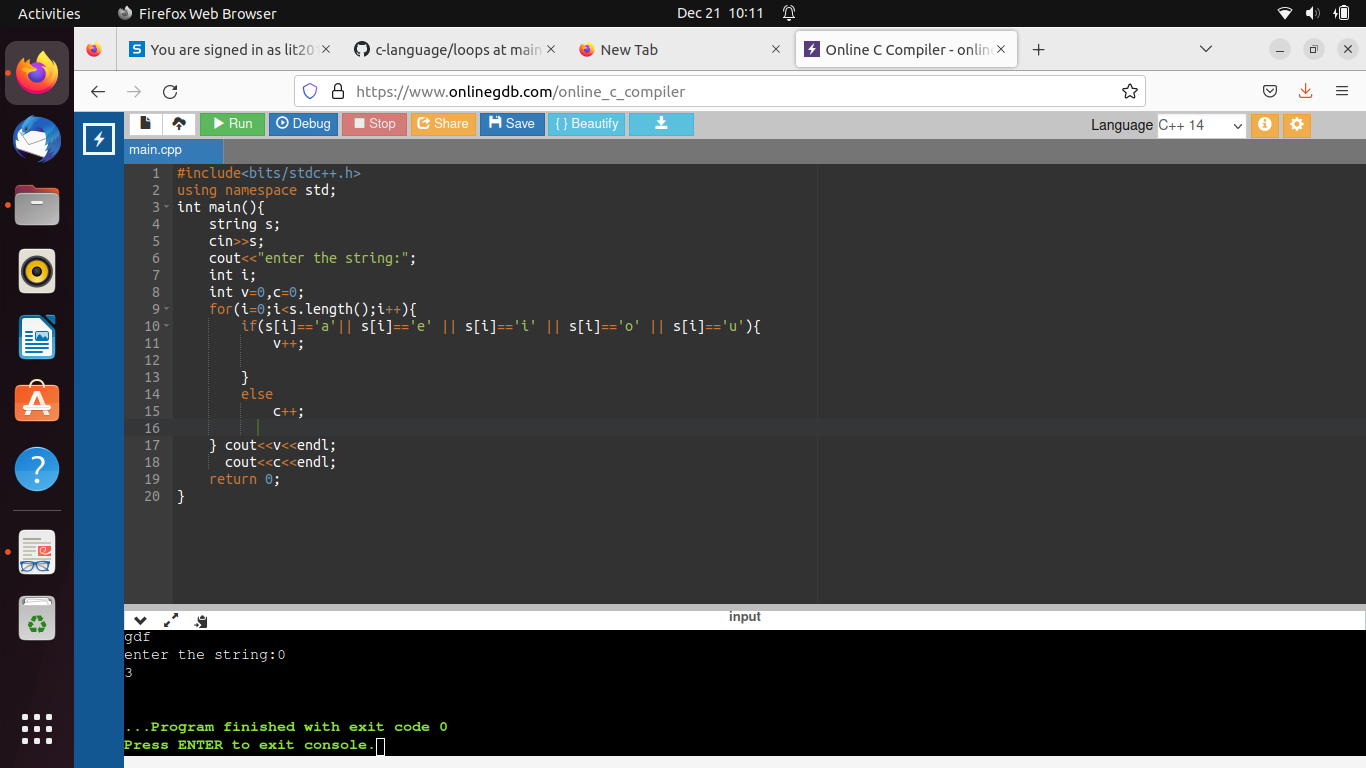 Activities Firefox Web Browser Dec 21 10:11
You are signed in as lit20 c-language/loops at main New Tab Online C Compiler - online
https://www.onlinegdb.com/online_c_compiler
Run Debug Stop Share Save { } Beautify Language C++ 14
main.cpp
1 #include<bits/stdc++.h>
2 using namespace std;
3 int main(){
4 string s;
5 cin>>s;
6 cout<<"enter the string:";
7 int i;
8 int v=0,c=0;
9 for(i=0;i<s.length();i++){
10 if(s[i]=='a'|| s[i]=='e' || s[i]=='i' || s[i]=='o' || s[i]=='u'){
11 v++;
12
13 }
14 else
15 c++;
16
17 } cout<<v<<endl;
18 cout<<c<<endl;
19 return 0;
20 }
input
gdf
enter the string:0
3
...Program finished with exit code 0
Press ENTER to exit console.